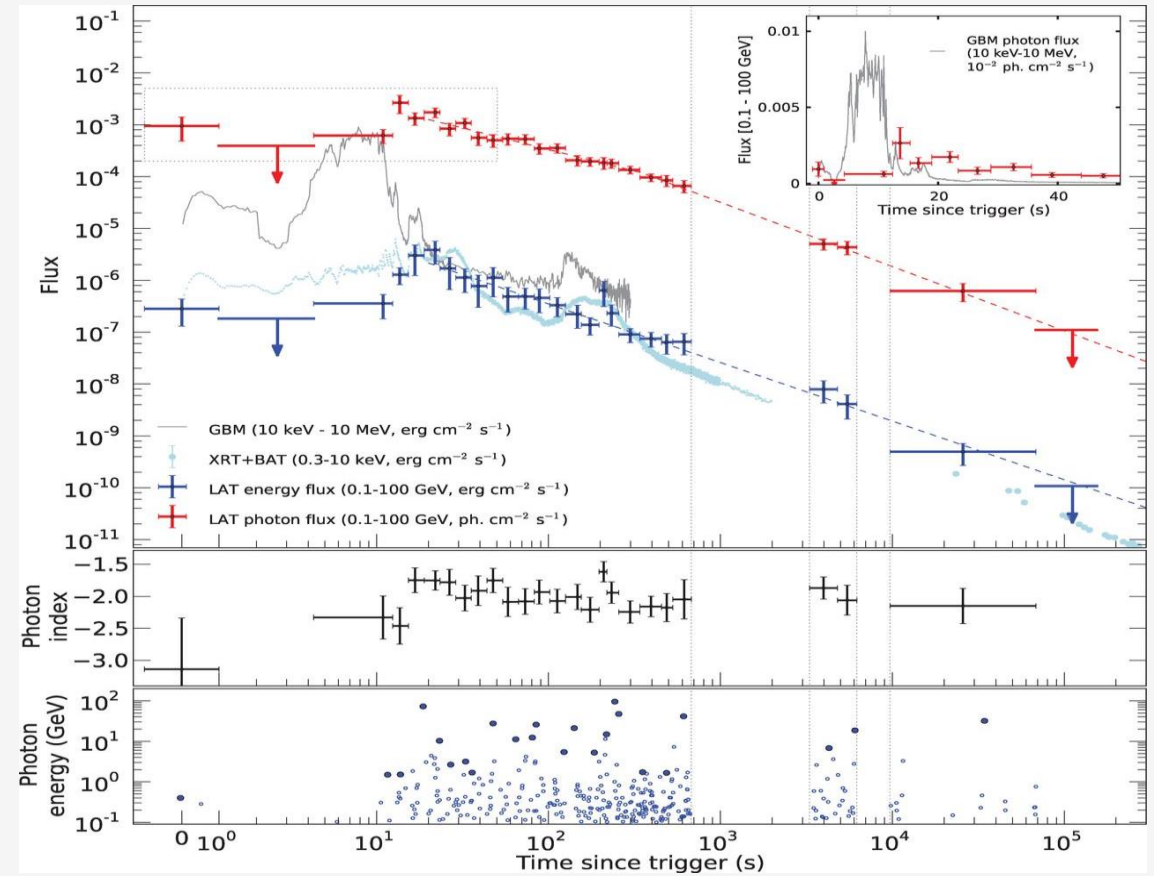 10⁻¹
10⁻²
10⁻³
10⁻⁴
10⁻⁵
10⁻⁶
10⁻⁷
10⁻⁸
10⁻⁹
10⁻¹⁰
10⁻¹¹
Flux
0.01
0.005
0
Flux [0.1 - 100 GeV]
GBM photon flux
(10 keV-10 MeV,
10⁻² ph. cm⁻² s⁻¹)
0 20 40
Time since trigger (s)
GBM (10 keV - 10 MeV, erg cm⁻² s⁻¹)
XRT+BAT (0.3-10 keV, erg cm⁻² s⁻¹)
LAT energy flux (0.1-100 GeV, erg cm⁻² s⁻¹)
LAT photon flux (0.1-100 GeV, ph. cm⁻² s⁻¹)
−1.5
−2.0
−2.5
−3.0
Photon
index
10²
10¹
10⁰
10⁻¹
Photon
energy (GeV)
0 10⁰ 10¹ 10² 10³ 10⁴ 10⁵
Time since trigger (s)